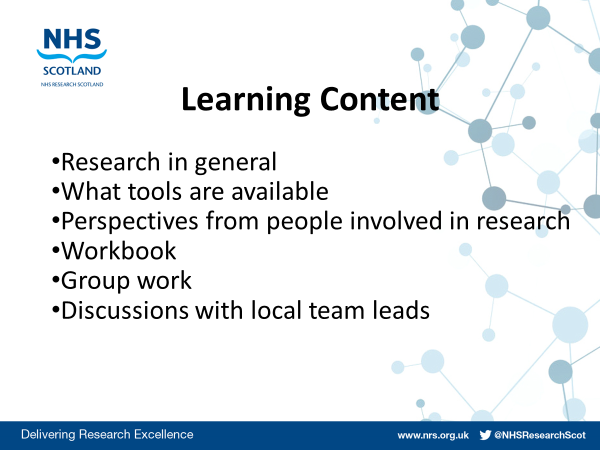 NHS
SCOTLAND
NHS RESEARCH SCOTLAND
Learning Content
•Research in general
•What tools are available
•Perspectives from people involved in research
•Workbook
•Group work
•Discussions with local team leads
Delivering Research Excellence
www.nrs.org.uk @NHSResearchScot